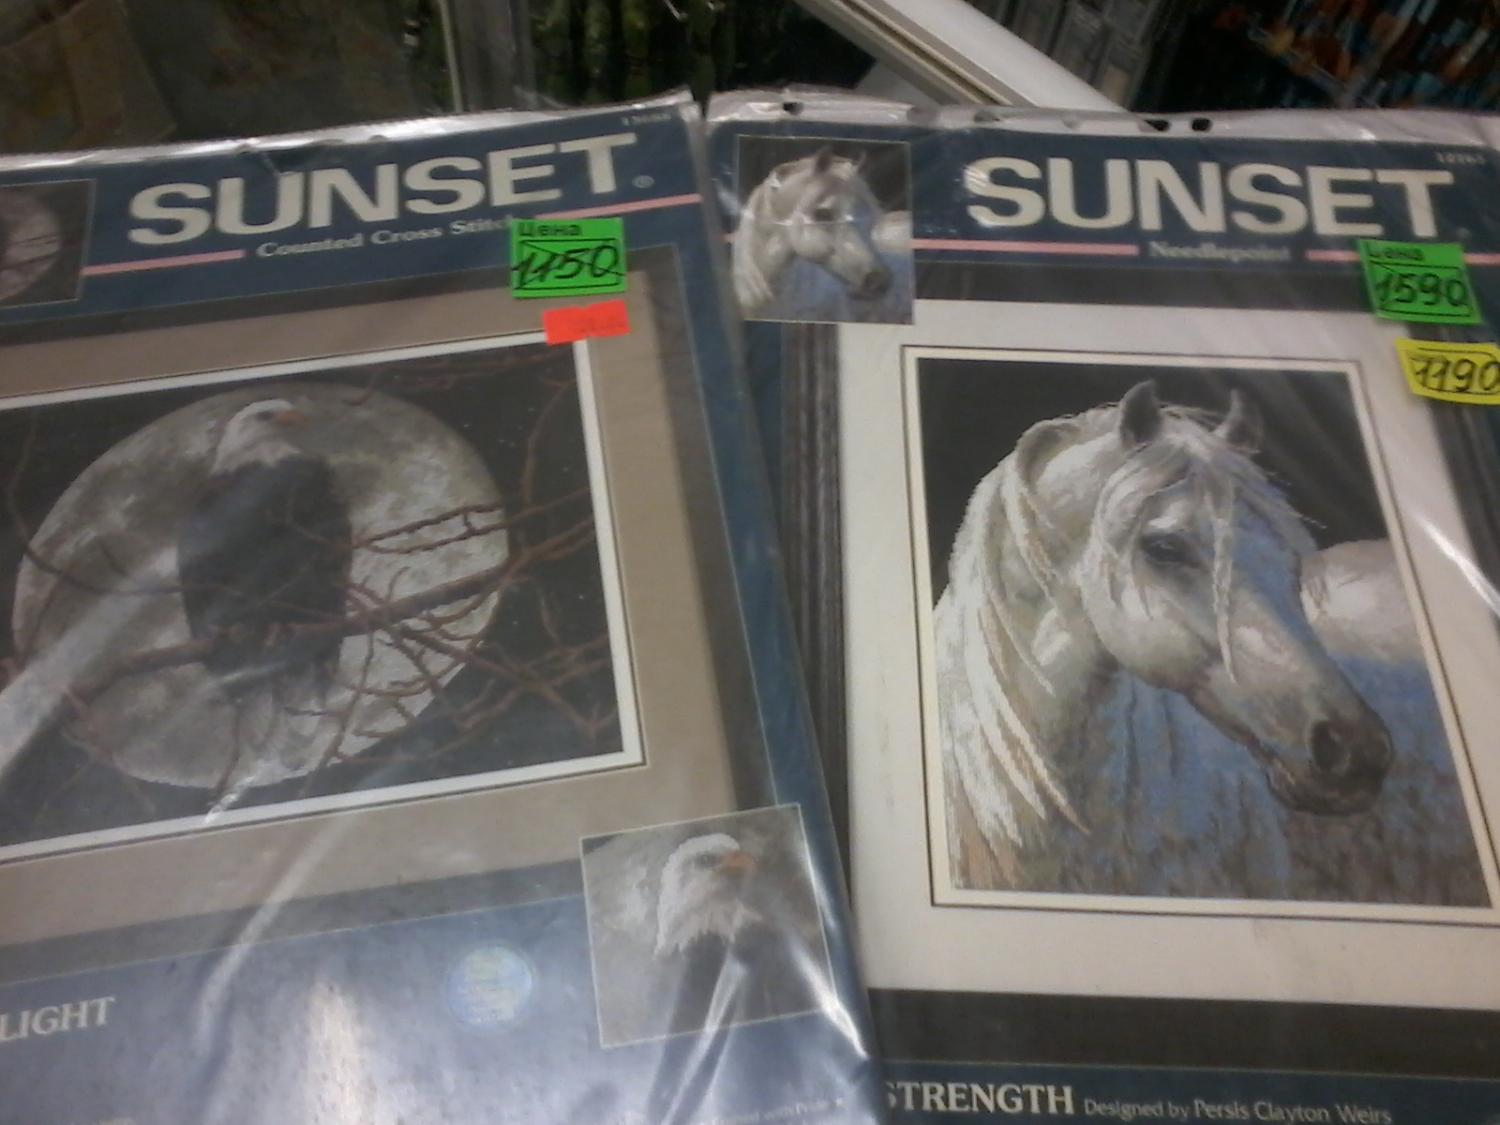 SUNSET®
Counted Cross Stitch
Цена
1150
LIGHT
SUNSET
Needlepoint
Цена
1590
1190
STRENGTH Designed by Persis Clayton Weirs